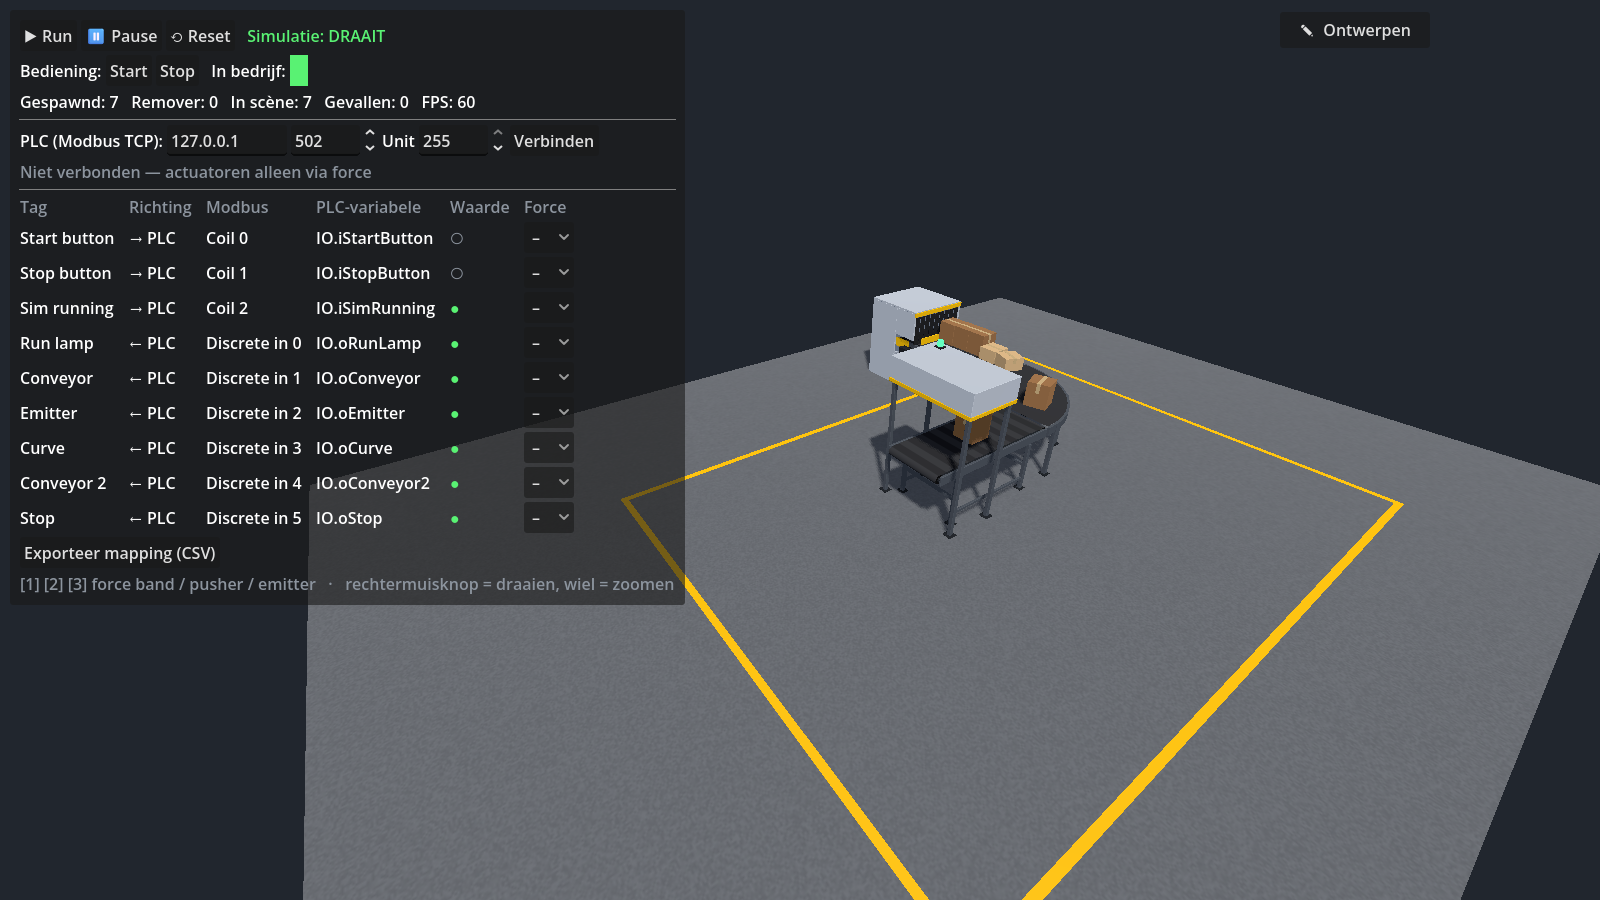 Run Pause Reset Simulatie: DRAAIT
Ontwerpen
Bediening: Start Stop In bedrijf:
Gespawnd: 7 Remover: 0 In scène: 7 Gevallen: 0 FPS: 60
PLC (Modbus TCP): 127.0.0.1 502 Unit 255 Verbinden
Niet verbonden — actuatoren alleen via force
Tag Richting Modbus PLC-variabele Waarde Force
Start button → PLC Coil 0 IO.iStartButton ○ –
Stop button → PLC Coil 1 IO.iStopButton ○ –
Sim running → PLC Coil 2 IO.iSimRunning ● –
Run lamp ← PLC Discrete in 0 IO.oRunLamp ● –
Conveyor ← PLC Discrete in 1 IO.oConveyor ● –
Emitter ← PLC Discrete in 2 IO.oEmitter ● –
Curve ← PLC Discrete in 3 IO.oCurve ● –
Conveyor 2 ← PLC Discrete in 4 IO.oConveyor2 ● –
Stop ← PLC Discrete in 5 IO.oStop ● –
Exporteer mapping (CSV)
[1] [2] [3] force band / pusher / emitter · rechtermuisknop = draaien, wiel = zoomen